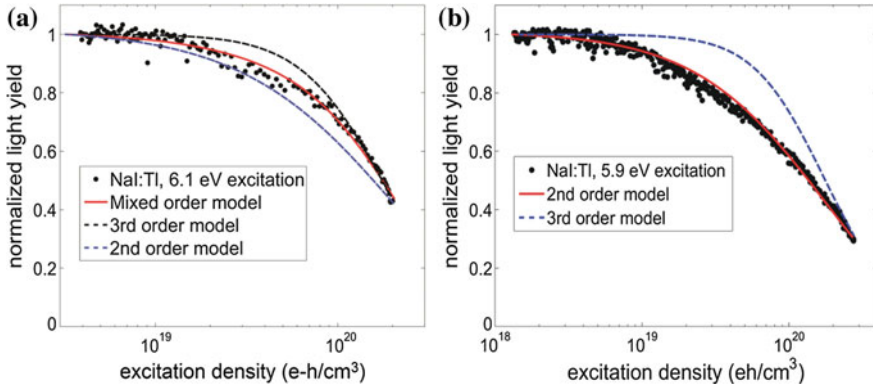 (a)
normalized light yield
1
0.8
0.6
0.4
0.2
0
NaI:Tl, 6.1 eV excitation
Mixed order model
3rd order model
2nd order model
10^19
10^20
excitation density (e-h/cm^3)
(b)
normalized light yield
1
0.8
0.6
0.4
0.2
0
NaI:Tl, 5.9 eV excitation
2nd order model
3rd order model
10^18
10^19
10^20
excitation density (eh/cm^3)